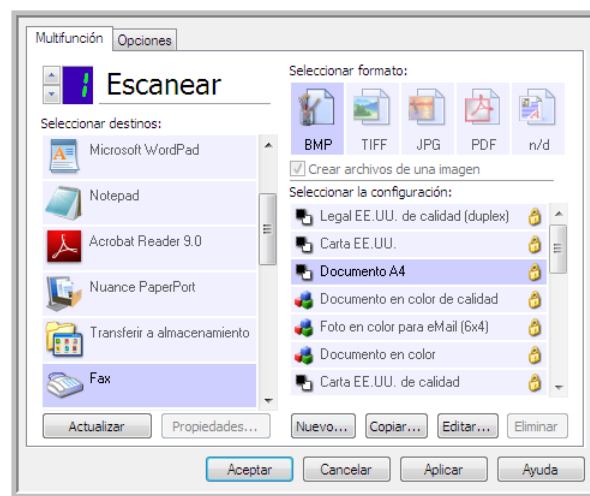 Multifunción Opciones
1 Escanear
Seleccionar destinos:
Microsoft WordPad
Notepad
Acrobat Reader 9.0
Nuance PaperPort
Transferir a almacenamiento
Fax
Actualizar Propiedades...
Seleccionar formato:
BMP TIFF JPG PDF n/d
Crear archivos de una imagen
Seleccionar la configuración:
Legal EE.UU. de calidad (duplex)
Carta EE.UU.
Documento A4
Documento en color de calidad
Foto en color para eMail (6x4)
Documento en color
Carta EE.UU. de calidad
Nuevo... Copiar... Editar... Eliminar
Aceptar Cancelar Aplicar Ayuda